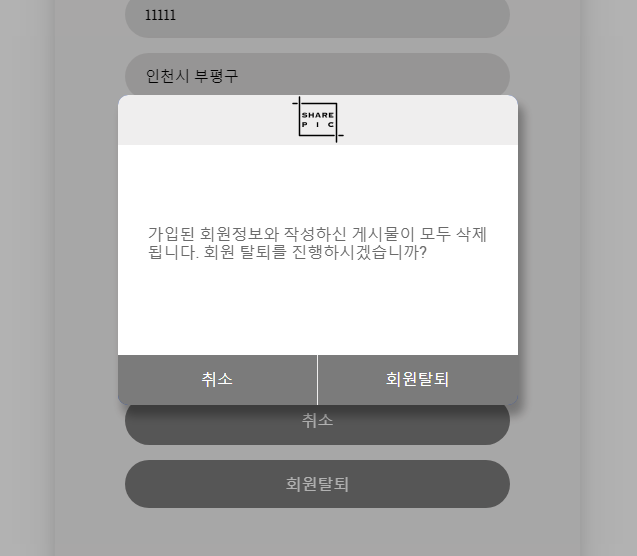 11111
인천시 부평구
SHARE
PIC
가입된 회원정보와 작성하신 게시물이 모두 삭제
됩니다. 회원 탈퇴를 진행하시겠습니까?
취소 회원탈퇴
취소
회원탈퇴